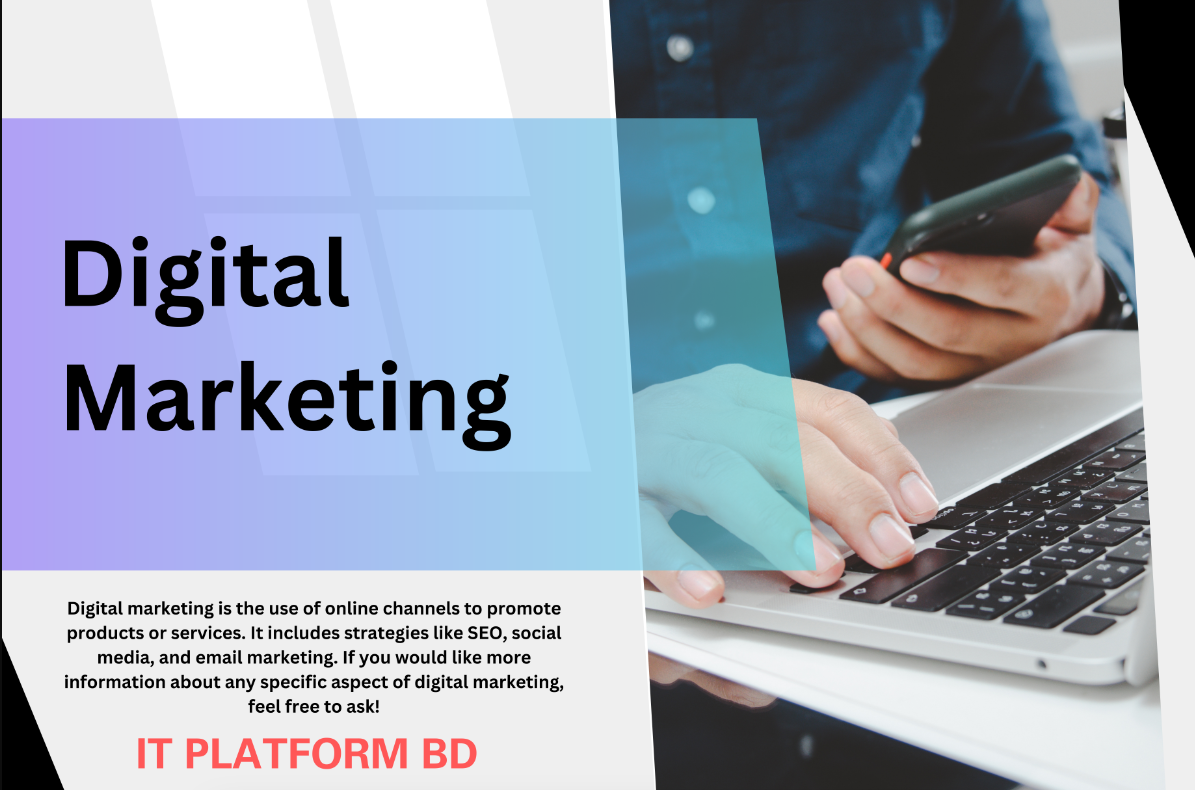 Digital
Marketing
Digital marketing is the use of online channels to promote
products or services. It includes strategies like SEO, social
media, and email marketing. If you would like more
information about any specific aspect of digital marketing,
feel free to ask!
IT PLATFORM BD